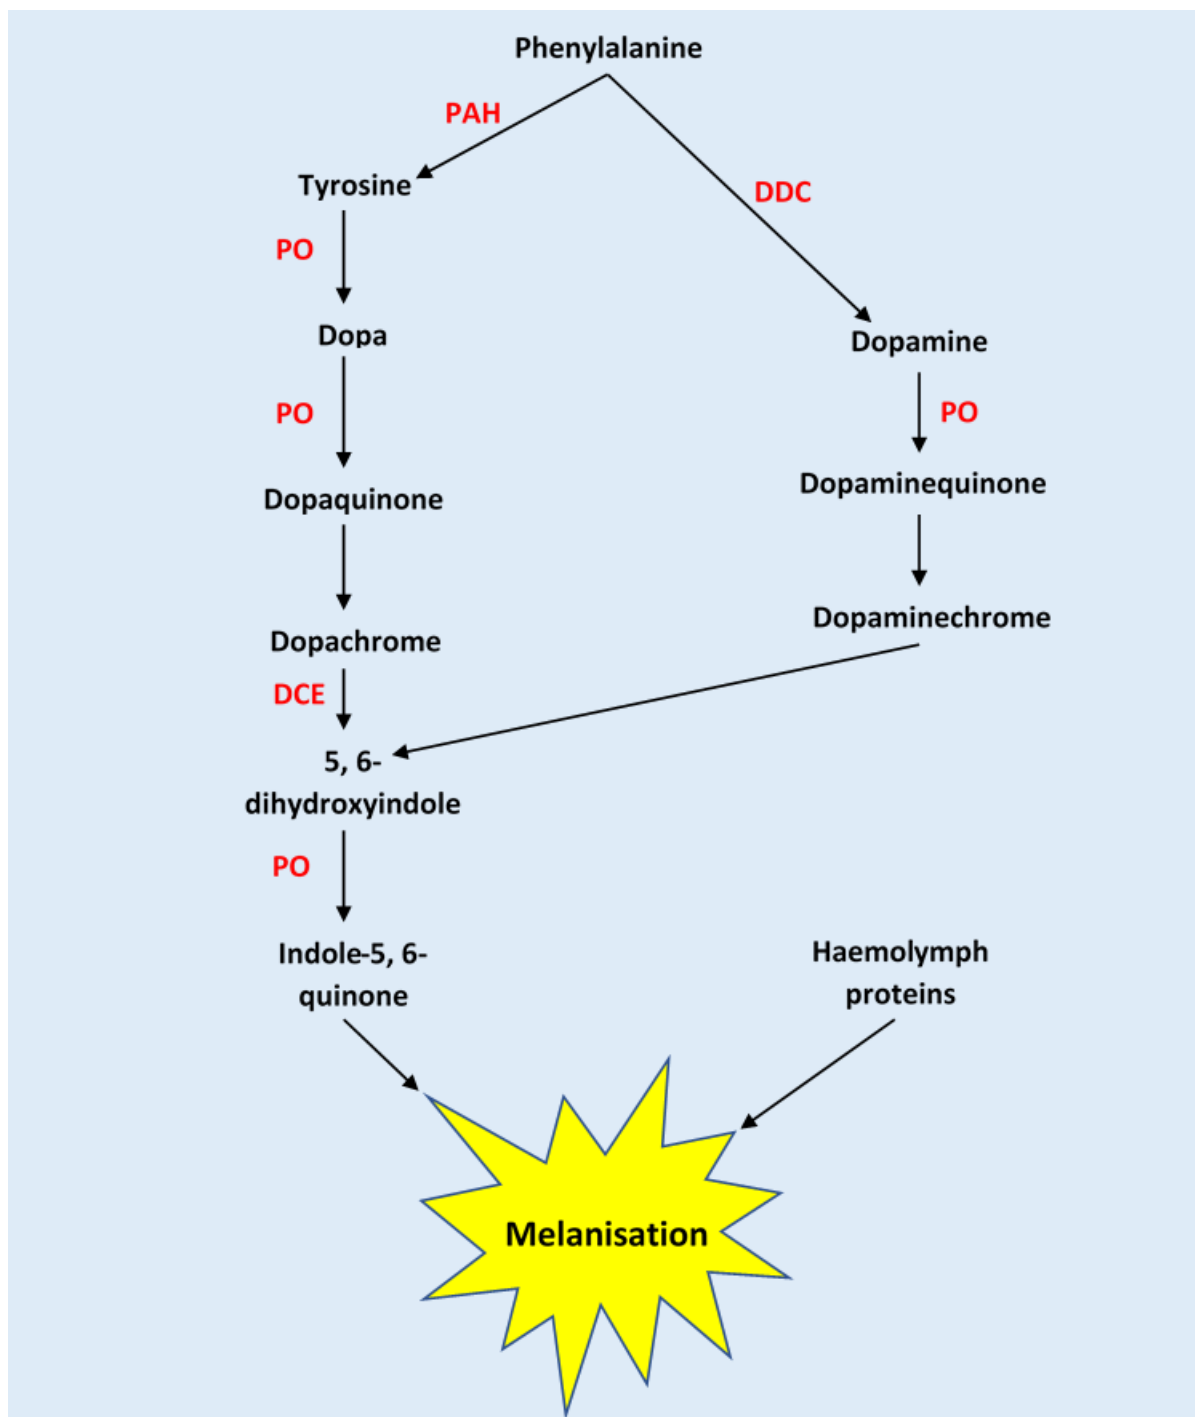 Phenylalanine
PAH
Tyrosine
DDC
PO
Dopa
Dopamine
PO
PO
Dopaquinone
Dopaminequinone
Dopachrome
Dopaminechrome
DCE
5, 6-
dihydroxyindole
PO
Indole-5, 6-
quinone
Haemolymph
proteins
Melanisation